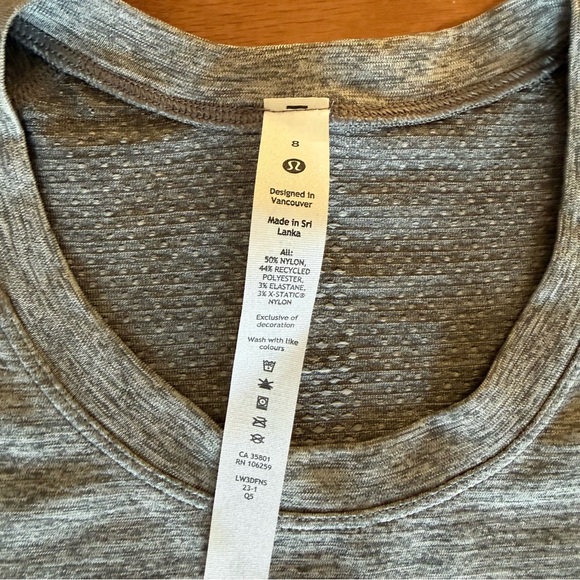 8
Designed in
Vancouver
Made in Sri
Lanka
All:
50% NYLON,
44% RECYCLED
POLYESTER,
3% ELASTANE,
3% X-STATIC®
NYLON
Exclusive of
decoration
Wash with like
colours
CA 35801
RN 106259
LW3DFNS
23-1
Q5